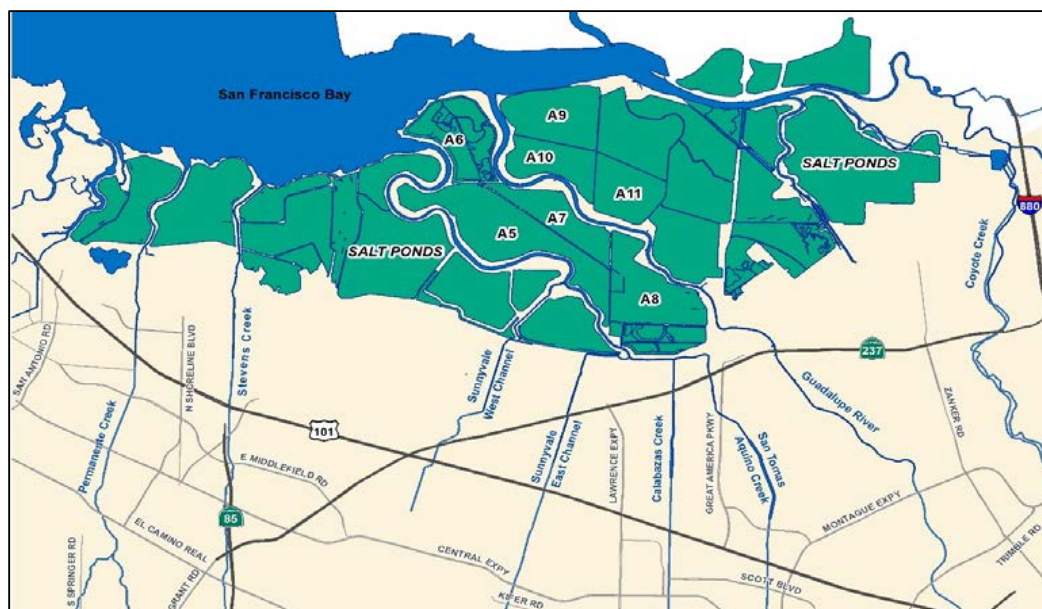 San Francisco Bay
A6
A9
A10
A11
A7
A5
A8
SALT PONDS
SALT PONDS
880
Coyote Creek
237
101
85
SAN ANTONIO RD
Permanente Creek
N SHORELINE BLVD
Stevens Creek
Sunnyvale
West Channel
Sunnyvale
East Channel
LAWRENCE EXPY
Calabazas Creek
GREAT AMERICA PKWY
San Tomas
Aquino Creek
Guadalupe River
ZANKER RD
E MIDDLEFIELD RD
EL CAMINO REAL
CENTRAL EXPY
MONTAGUE EXPY
TRIMBLE RD
S SPRINGER RD
GRANT RD
KIFER RD
SCOTT BLVD